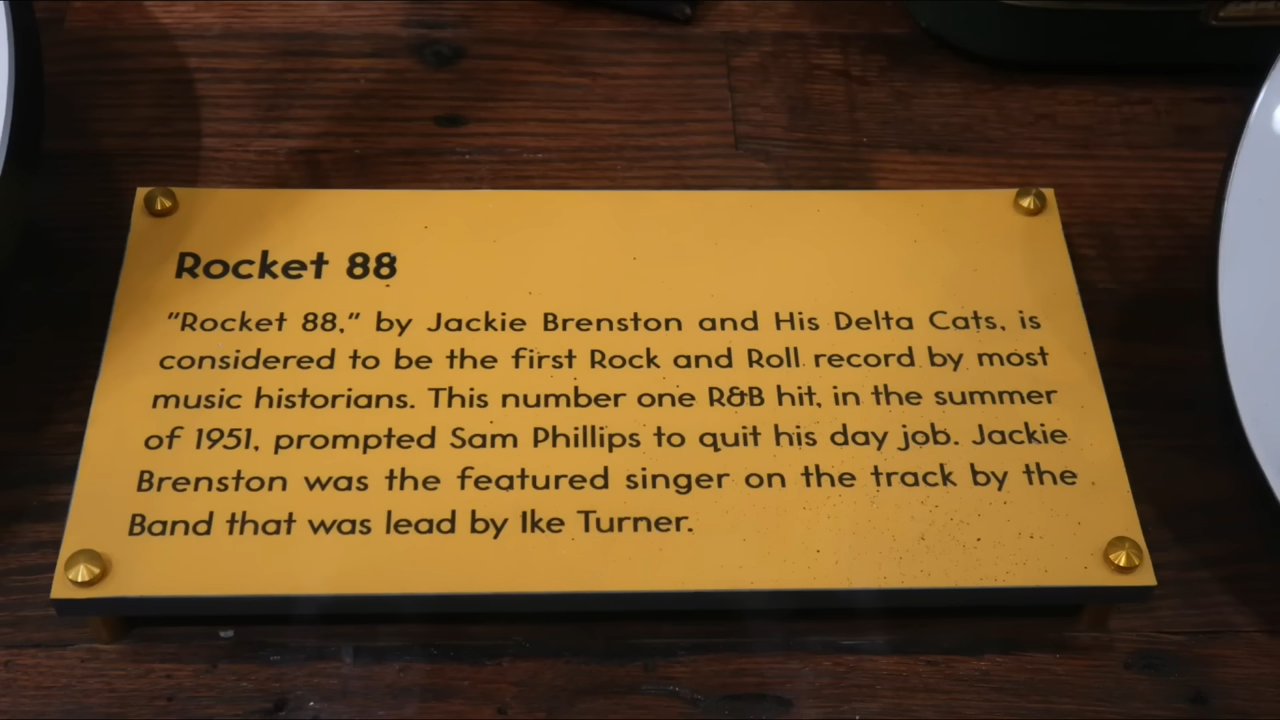 Rocket 88
"Rocket 88," by Jackie Brenston and His Delta Cats, is
considered to be the first Rock and Roll record by most
music historians. This number one R&B hit, in the summer
of 1951, prompted Sam Phillips to quit his day job. Jackie
Brenston was the featured singer on the track by the
Band that was lead by Ike Turner.